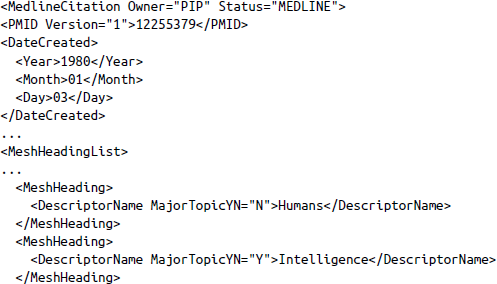 <MedlineCitation Owner="PIP" Status="MEDLINE">
<PMID Version="1">12255379</PMID>
<DateCreated>
  <Year>1980</Year>
  <Month>01</Month>
  <Day>03</Day>
</DateCreated>
...
<MeshHeadingList>
...
  <MeshHeading>
    <DescriptorName MajorTopicYN="N">Humans</DescriptorName>
  </MeshHeading>
  <MeshHeading>
    <DescriptorName MajorTopicYN="Y">Intelligence</DescriptorName>
  </MeshHeading>